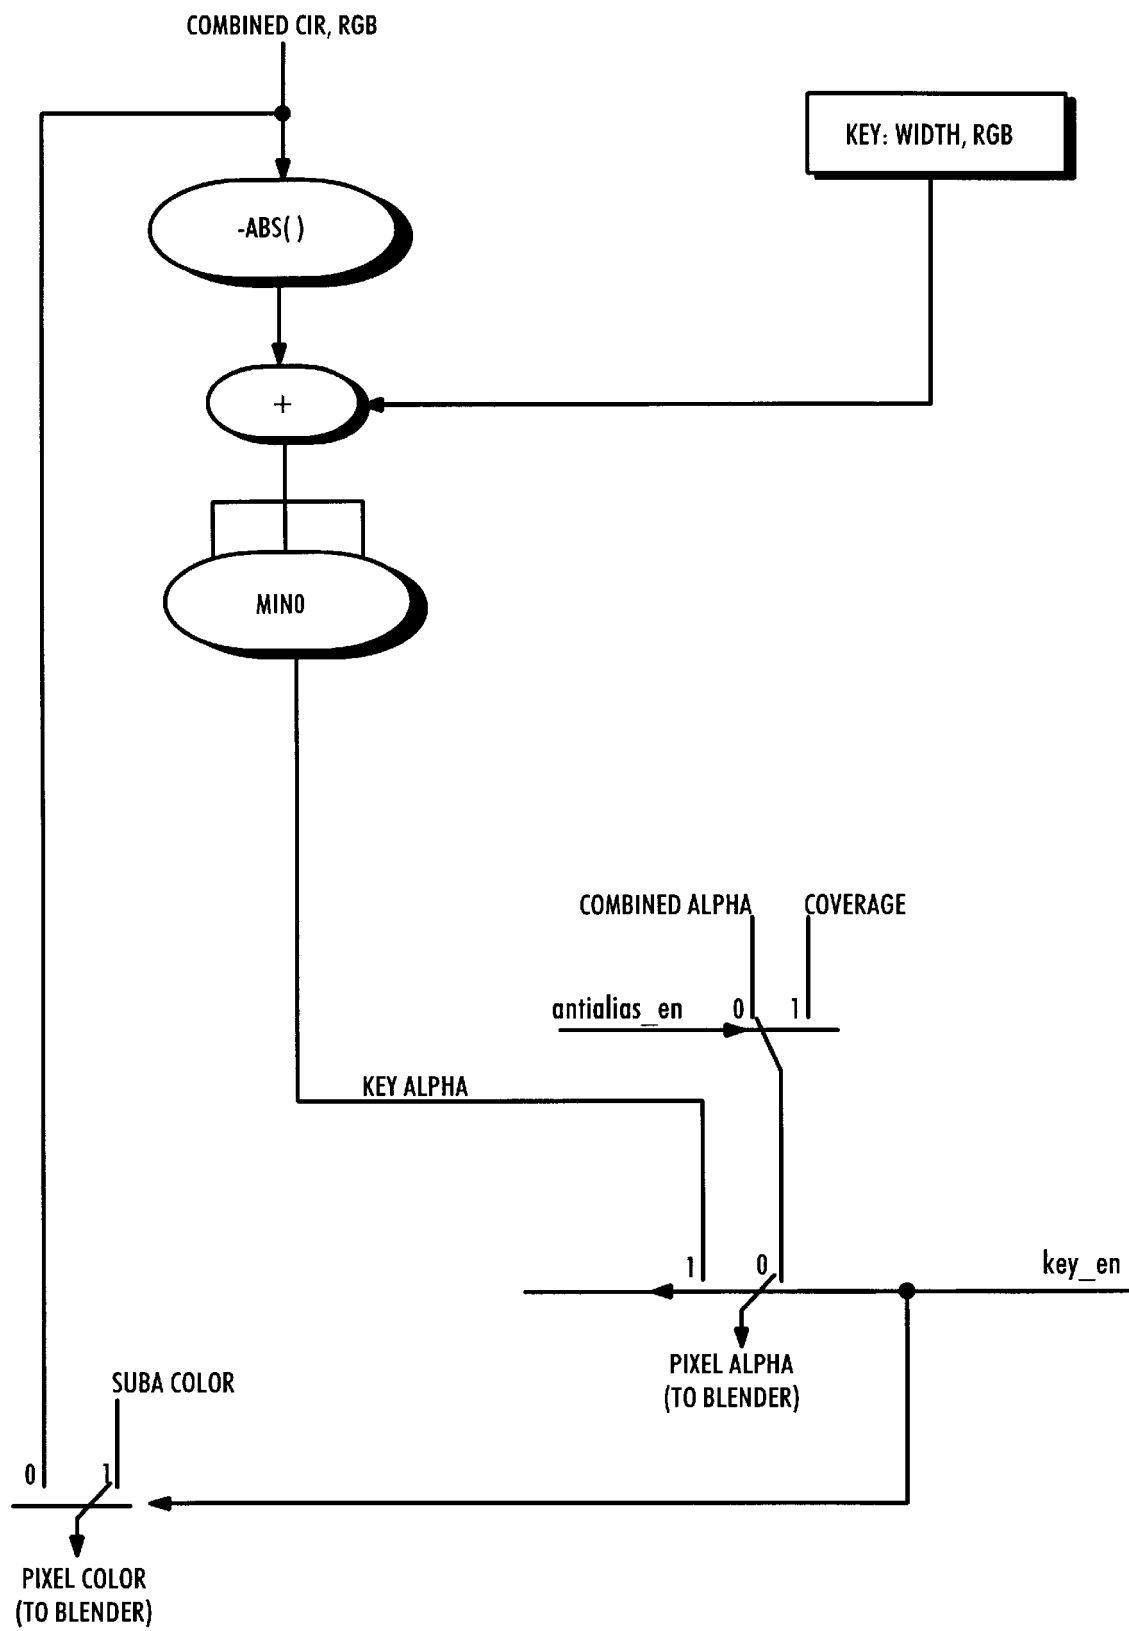 COMBINED CIR, RGB
KEY: WIDTH, RGB
-ABS( )
+
MIN0
COMBINED ALPHA
COVERAGE
antialias_en
0
1
KEY ALPHA
1
0
key_en
PIXEL ALPHA
(TO BLENDER)
SUBA COLOR
0
1
PIXEL COLOR
(TO BLENDER)